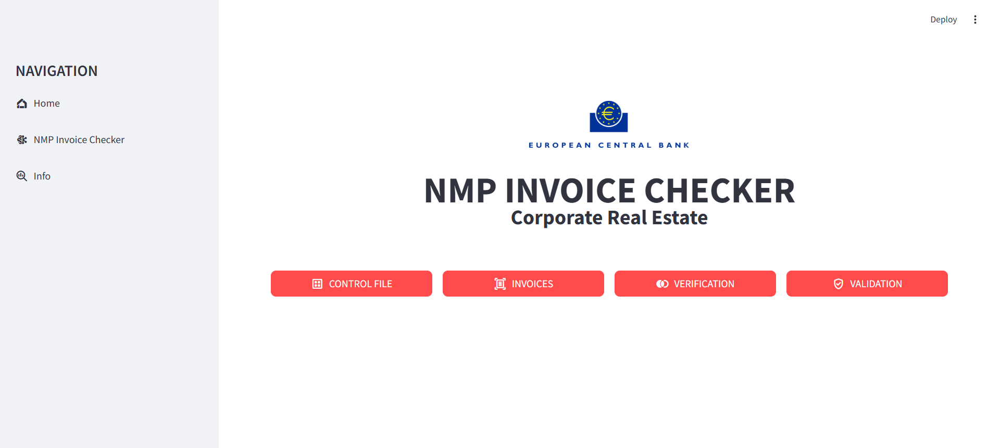 Deploy
NAVIGATION
Home
NMP Invoice Checker
Info
EUROPEAN CENTRAL BANK
NMP INVOICE CHECKER
Corporate Real Estate
CONTROL FILE
INVOICES
VERIFICATION
VALIDATION